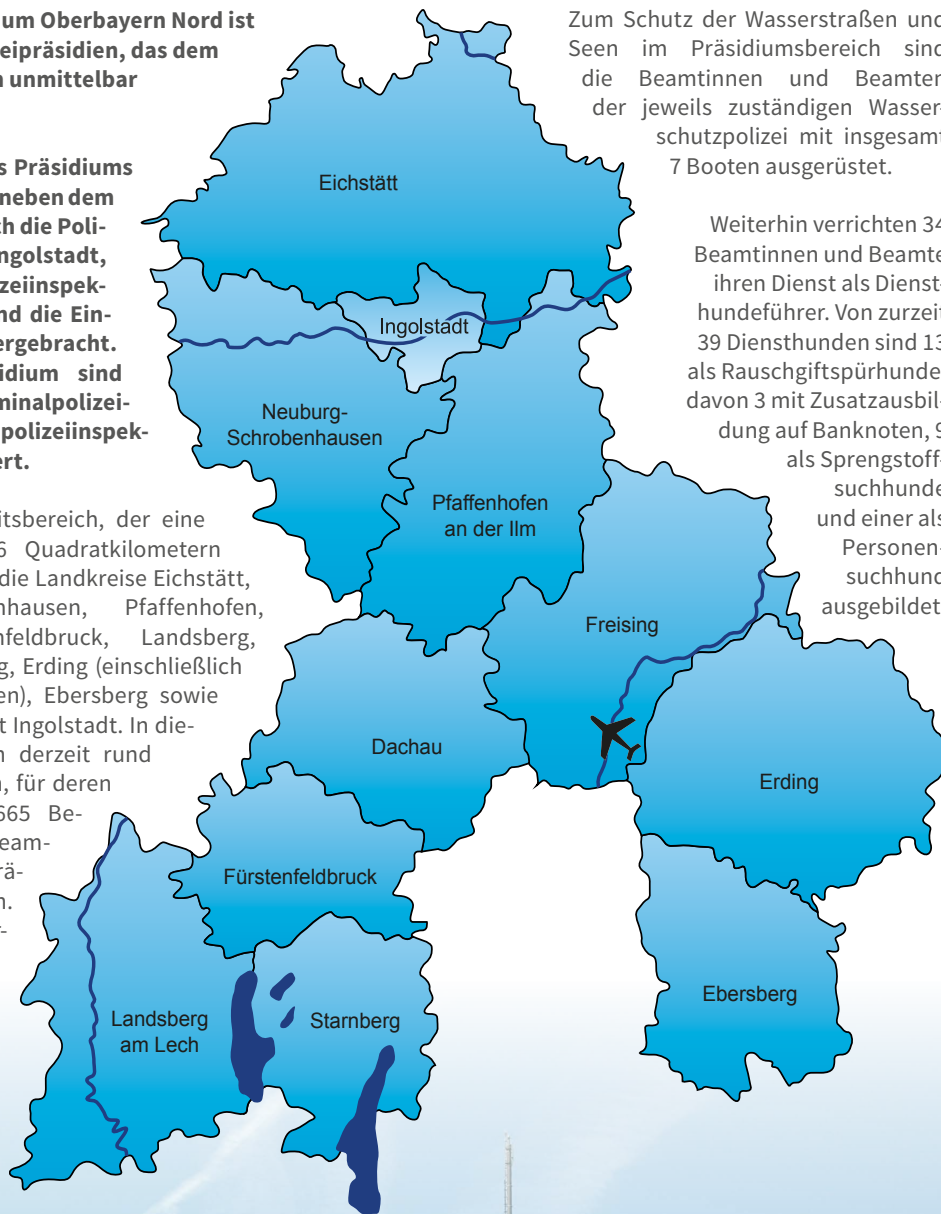 um Oberbayern Nord ist
eipräsidien, das dem
n unmittelbar
s Präsidiums
neben dem
ch die Poli-
ngolstadt,
zeiinspek-
nd die Ein-
ergebracht.
idium sind
minalpolizei-
polizeiinspek-
ert.
itsbereich, der eine
6 Quadratkilometern
die Landkreise Eichstätt,
nhausen, Pfaffenhofen,
nfeldbruck, Landsberg,
g, Erding (einschließlich
en), Ebersberg sowie
t Ingolstadt. In die-
n derzeit rund
n, für deren
665 Be-
eam-
rä-
n.
r-
Zum Schutz der Wasserstraßen und
Seen im Präsidiumsbereich sind
die Beamtinnen und Beamten
der jeweils zuständigen Wasser-
schutzpolizei mit insgesamt
7 Booten ausgerüstet.
Weiterhin verrichten 34
Beamtinnen und Beamte
ihren Dienst als Dienst-
hundeführer. Von zurzeit
39 Diensthunden sind 13
als Rauschgiftspürhunde
davon 3 mit Zusatzausbil-
dung auf Banknoten, 9
als Sprengstoff-
suchhunde
und einer als
Personen-
suchhund
ausgebildet.
Eichstätt
Ingolstadt
Neuburg-
Schrobenhausen
Pfaffenhofen
an der Ilm
Freising
Dachau
Erding
Fürstenfeldbruck
Ebersberg
Landsberg
am Lech
Starnberg